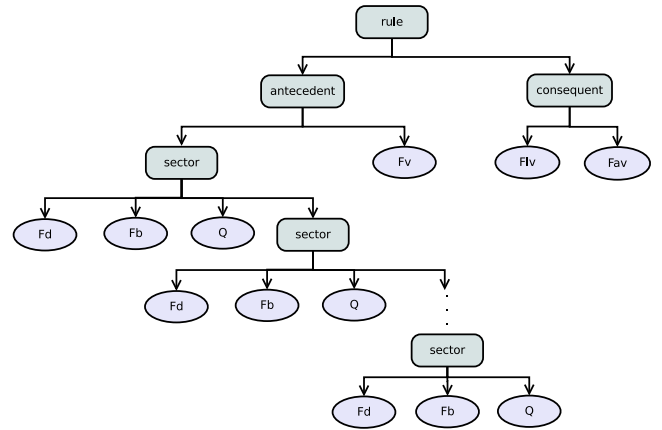 rule
antecedent
consequent
sector
Fv
Flv
Fav
Fd
Fb
Q
sector
Fd
Fb
Q
.
.
.
sector
Fd
Fb
Q